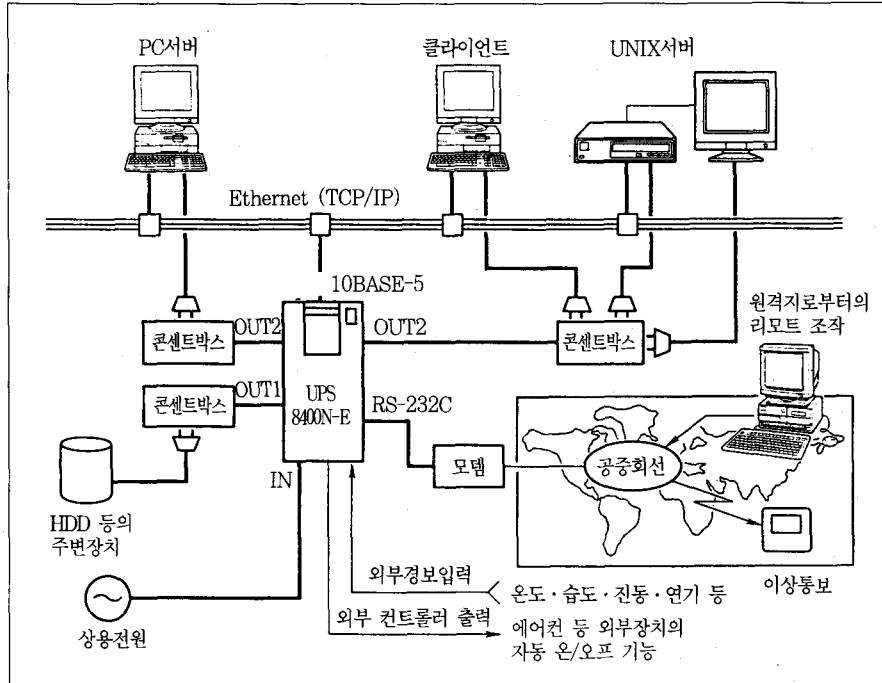 PC서버
클라이언트
UNIX서버
Ethernet (TCP/IP)
10BASE-5
원격지로부터의
리모트 조작
콘센트박스
OUT2
OUT2
콘센트박스
콘센트박스
OUT1
UPS
8400N-E
RS-232C
모뎀
공중회선
IN
HDD 등의
주변장치
외부경보입력
온도·습도·진동·연기 등
이상통보
상용전원
외부 컨트롤러 출력
에어컨 등 외부장치의
자동 온/오프 기능